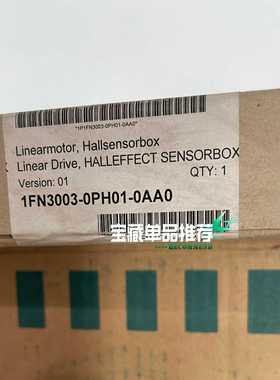 *1P1FN3003-0PH01-0AA0*
Linearmotor, Hallsensorbox
Linear Drive, HALLEFFECT SENSORBOX
Version: 01
QTY: 1
1FN3003-0PH01-0AA0
宝藏单品推荐